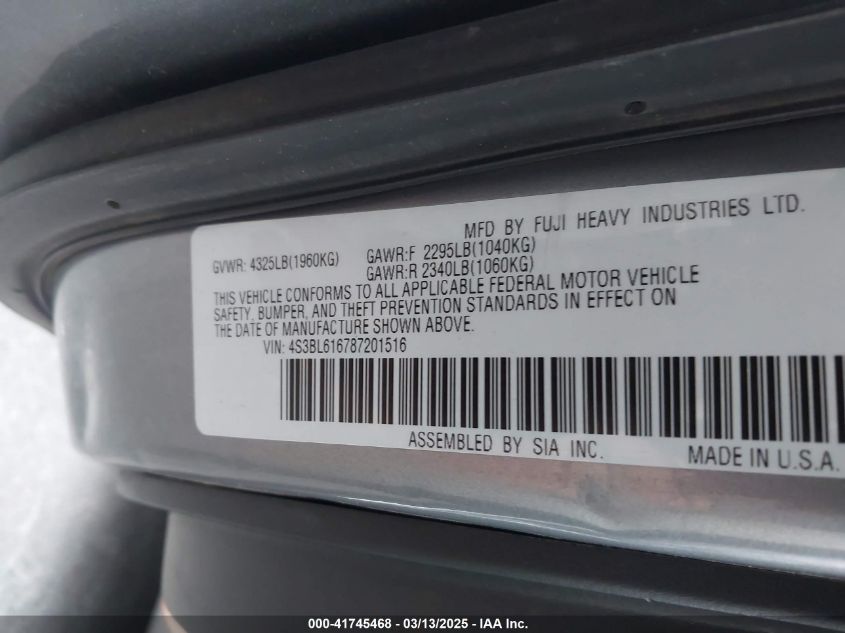 MFD BY FUJI HEAVY INDUSTRIES LTD.
GVWR: 4325LB(1960KG) GAWR:F 2295LB(1040KG)
GAWR:R 2340LB(1060KG)
THIS VEHICLE CONFORMS TO ALL APPLICABLE FEDERAL MOTOR VEHICLE
SAFETY, BUMPER, AND THEFT PREVENTION STANDARDS IN EFFECT ON
THE DATE OF MANUFACTURE SHOWN ABOVE.
VIN: 4S3BL616787201516
ASSEMBLED BY SIA INC. MADE IN U.S.A.
000-41745468 - 03/13/2025 - IAA Inc.